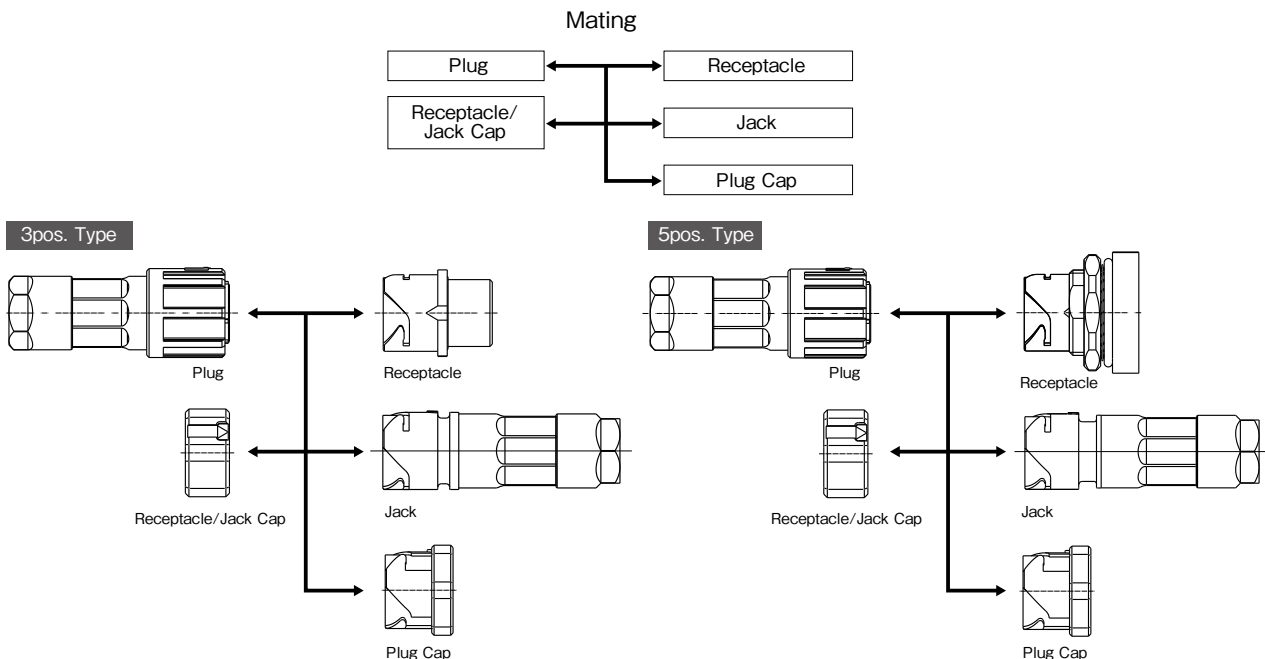 Mating
Plug
Receptacle
Receptacle/
Jack Cap
Jack
Plug Cap
3pos. Type
Plug
Receptacle
Receptacle/Jack Cap
Jack
Plug Cap
5pos. Type
Plug
Receptacle
Receptacle/Jack Cap
Jack
Plug Cap